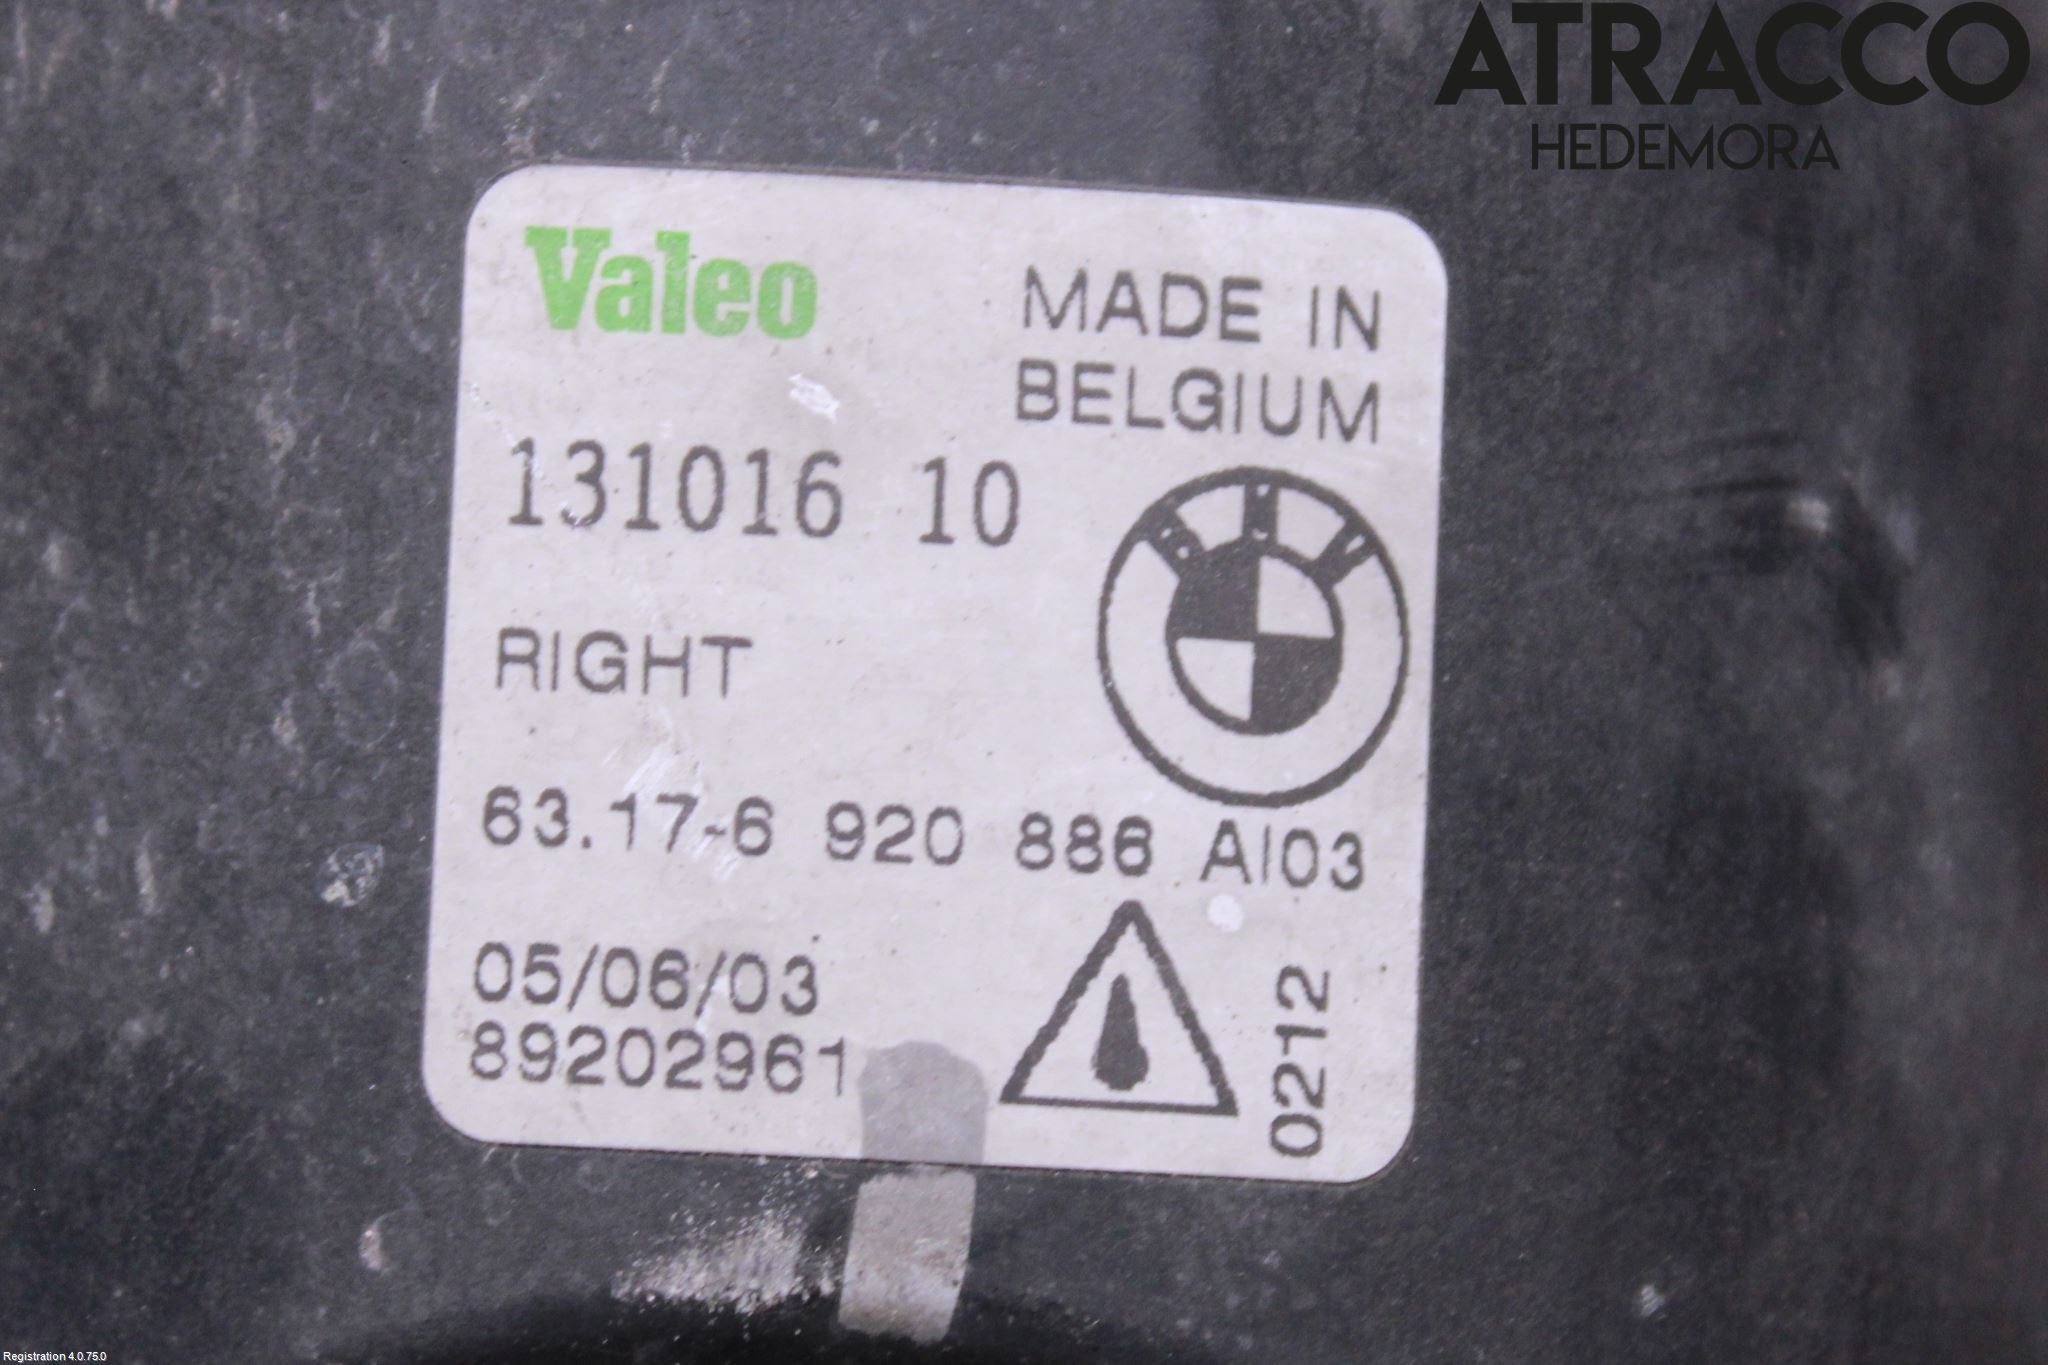 ATRACCO
HEDEMORA
Valeo
MADE IN
BELGIUM
131016 10
RIGHT
63.17-6 920 886 AI03
05/06/03
89202961
0212
Registration 4.0.75.0